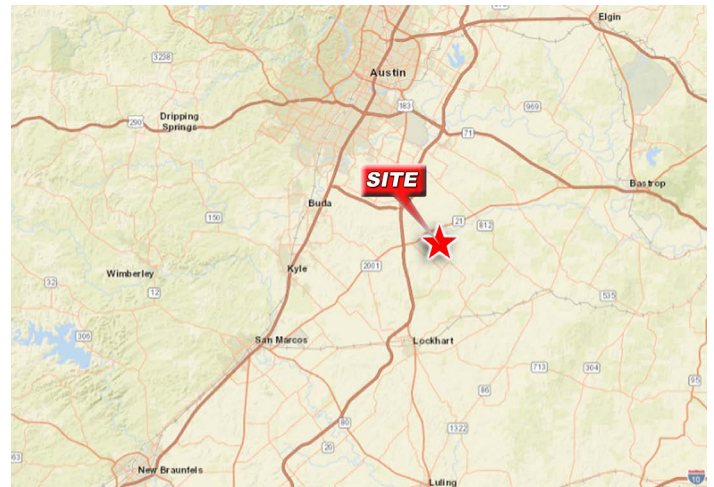 Elgin
3238
Austin
183
969
Dripping
Springs
290
71
SITE
Bastrop
Buda
21
812
150
Kyle
2001
Wimberley
32
12
535
306
San Marcos
Lockhart
713
304
95
86
80
1322
20
New Braunfels
Luling
10